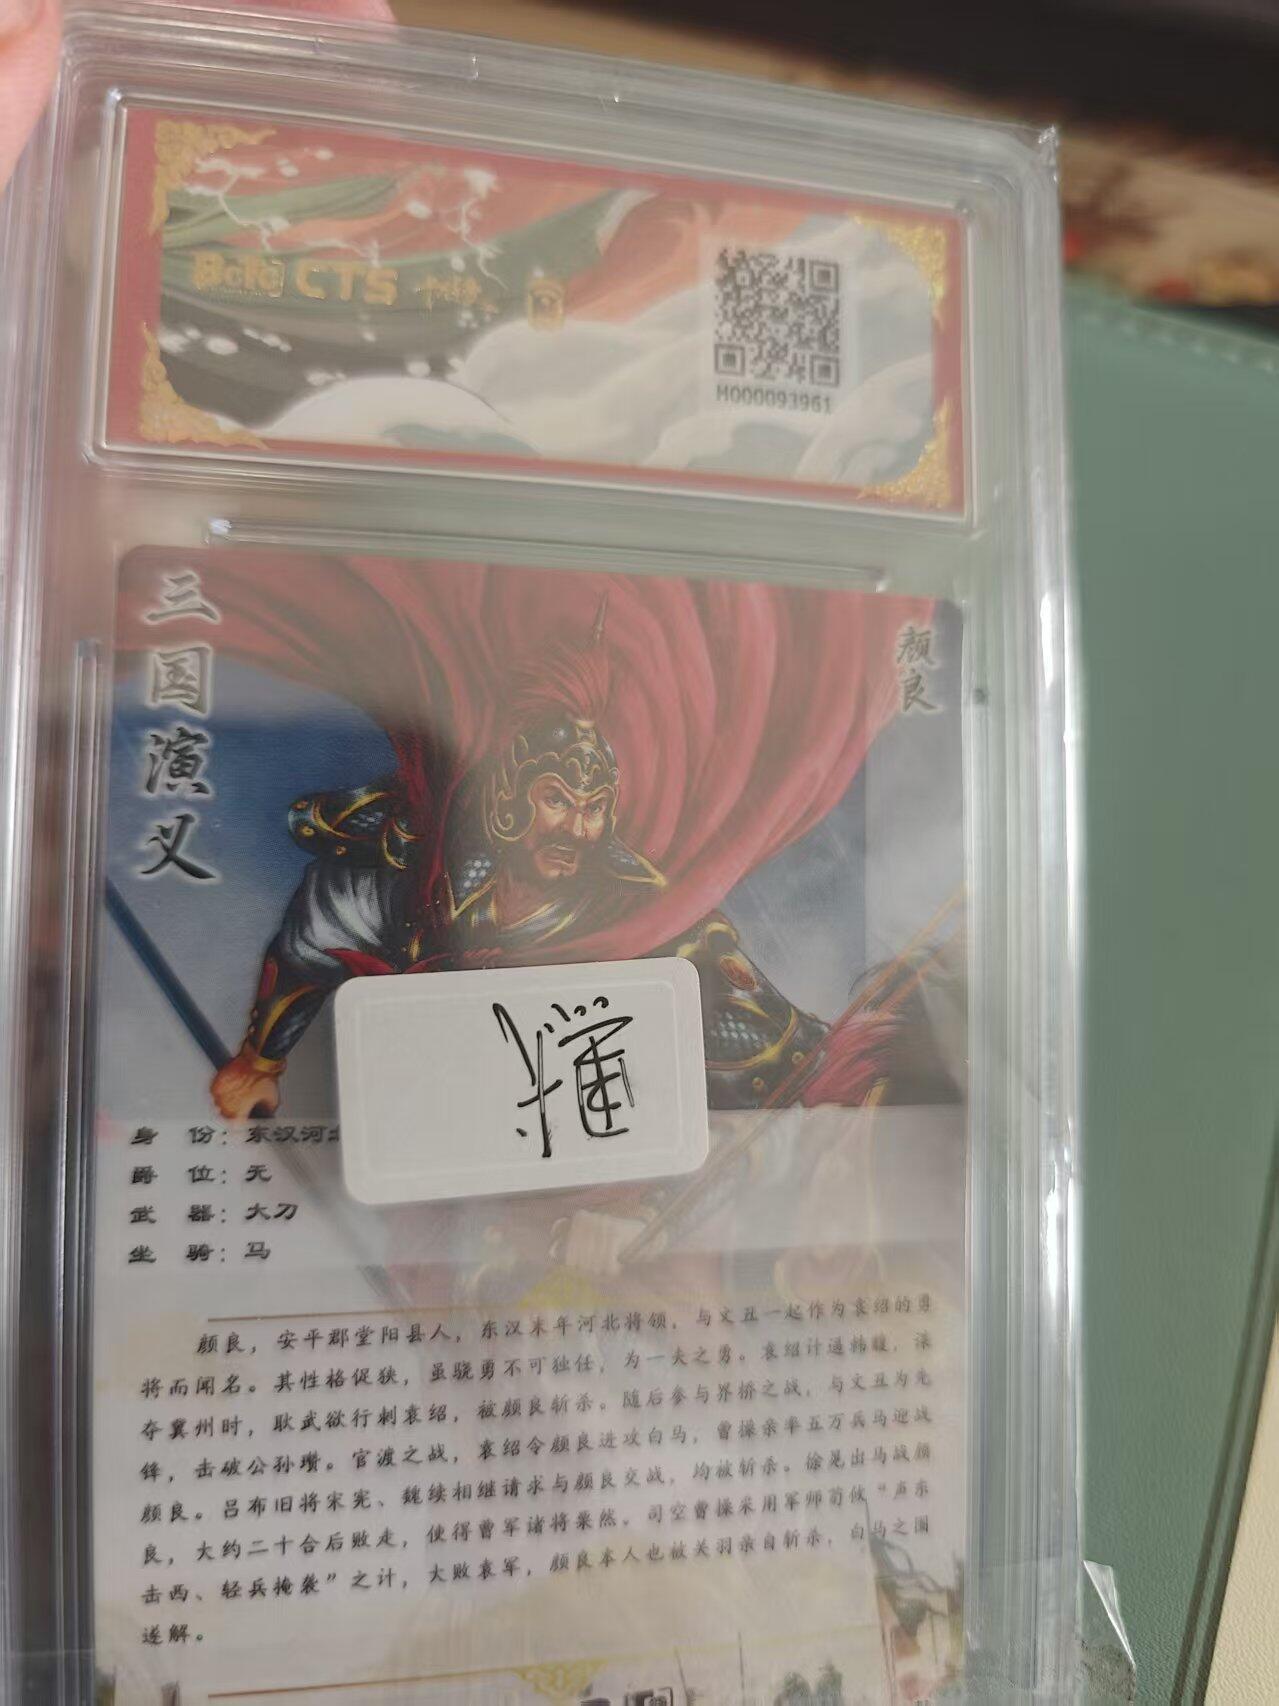 CTS
H000093961
三国演义
颜良
身 份：东汉河北
爵 位：无
武 器：大刀
坐 骑：马
颜良，安平郡堂阳县人，东汉末年河北将领，与文丑一起作为袁绍的勇
将而闻名。其性格促狭，虽骁勇不可独任，为一夫之勇。袁绍计逼韩馥，谋
夺冀州时，耿武欲行刺袁绍，被颜良斩杀。随后参与界桥之战，与文丑为先
锋，击破公孙瓒。官渡之战，袁绍令颜良进攻白马，曹操亲率五万兵马迎战
颜良。吕布旧将宋宪、魏续相继请求与颜良交战，均被斩杀。徐晃出马战颜
良，大约二十合后败走，使得曹军诸将栗然。司空曹操采用军师荀攸“声东
击西、轻兵掩袭”之计，大败袁军，颜良本人也被关羽亲自斩杀，白马之围
遂解。